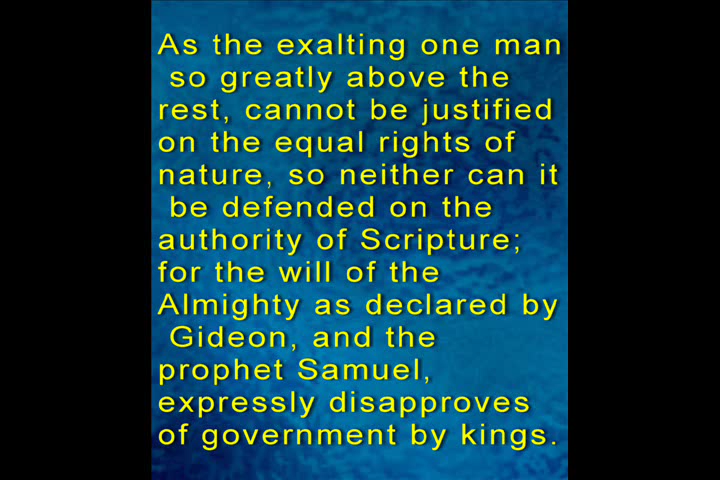 As the exalting one man
so greatly above the
rest, cannot be justified
on the equal rights of
nature, so neither can it
be defended on the
authority of Scripture;
for the will of the
Almighty as declared by
Gideon, and the
prophet Samuel,
expressly disapproves
of government by kings.